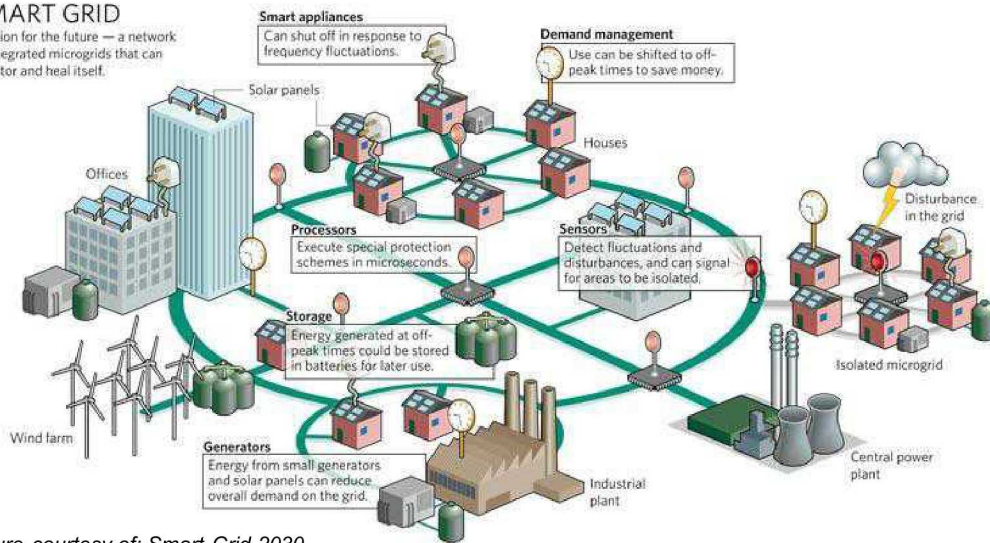 MART GRID
ion for the future — a network
egrated microgrids that can
tor and heal itself.
Smart appliances
Can shut off in response to
frequency fluctuations.
Demand management
Use can be shifted to off-
peak times to save money.
Solar panels
Houses
Offices
Disturbance
in the grid
Processors
Execute special protection
schemes in microseconds.
Sensors
Detect fluctuations and
disturbances, and can signal
for areas to be isolated.
Storage
Energy generated at off-
peak times could be stored
in batteries for later use.
Isolated microgrid
Wind farm
Generators
Energy from small generators
and solar panels can reduce
overall demand on the grid.
Industrial
plant
Central power
plant
ure courtesy of: Smart Grid 2030